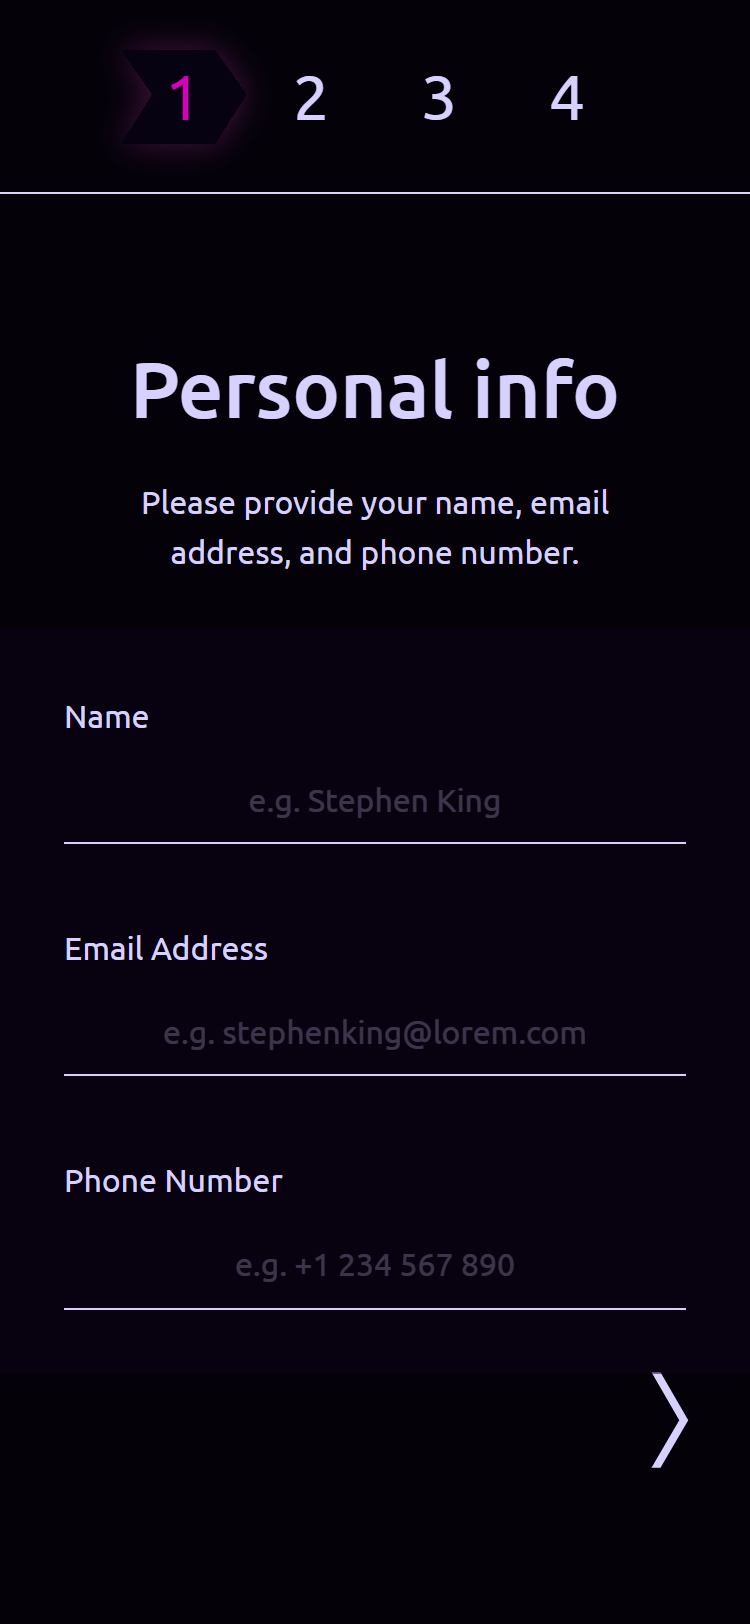 1 2 3 4
Personal info
Please provide your name, email
address, and phone number.
Name
e.g. Stephen King
Email Address
e.g. stephenking@lorem.com
Phone Number
e.g. +1 234 567 890